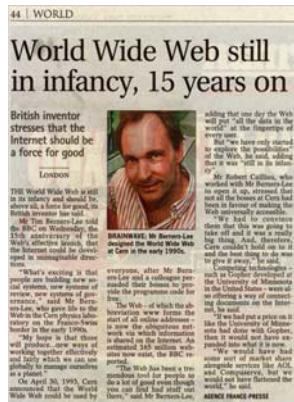 44 | WORLD
World Wide Web still
in infancy, 15 years on
British inventor
stresses that the
Internet should be
a force for good
LONDON
THE World Wide Web is still
in its infancy and should be,
above all, a force for good, its
British inventor has said.
Mr Tim Berners-Lee told
the BBC on Wednesday, the
15th anniversary of the
Web's effective launch, that
the Internet could be devel-
oped in unimaginable direc-
tions.
"What's exciting is that
people are building new so-
cial systems, new systems of
review, new systems of gov-
ernance," said Mr Bern-
ers-Lee, who gave life to the
Web in the Cern physics labo-
ratory on the Franco-Swiss
border in the early 1990s.
"My hope is that those
will produce...new ways of
working together effectively
and fairly which we can use
globally to manage ourselves
as a planet."
On April 30, 1993, Cern
announced that the World
Wide Web could be used by
BRAINWAVE: Mr Berners-Lee
designed the World Wide Web
at Cern in the early 1990s.
everyone, after Mr Bern-
ers-Lee and a colleague per-
suaded their bosses to pro-
vide the programme code for
free.
The Web - of which the ab-
breviation www forms the
start of all online addresses -
is now the ubiquitous net-
work via which information
is shared on the Internet. An
estimated 165 million web-
sites now exist, the BBC re-
ported.
"The Web has been a tre-
mendous tool for people to
do a lot of good even though
you can find bad stuff out
there," said Mr Berners-Lee,
adding that one day the Web
will put "all the data in the
world" at the fingertips of
every user.
But "we have only started
to explore the possibilities"
of the Web, he said, adding
that it was "still in its infan-
cy".
Mr Robert Cailliau, who
worked with Mr Berners-Lee
to open it up, stressed that
not all the bosses at Cern had
been in favour of making the
Web universally accessible.
"We had to convince
them that this was going to
take off and it was a really
big thing. And, therefore,
Cern couldn't hold on to it
and the best thing to do was
to give it away," he said.
Competing technologies -
such as Gopher developed at
the University of Minnesota
in the United States - were al-
so offering a way of connect-
ing documents on the Inter-
net, he said.
"If we had put a price on it
like the University of Minne-
sota had done with Gopher,
then it would not have ex-
panded into what it is now.
"We would have had
some sort of market share
alongside services like AOL
and Compuserve, but we
would not have flattened the
world," he said.
AGENCE FRANCE-PRESSE